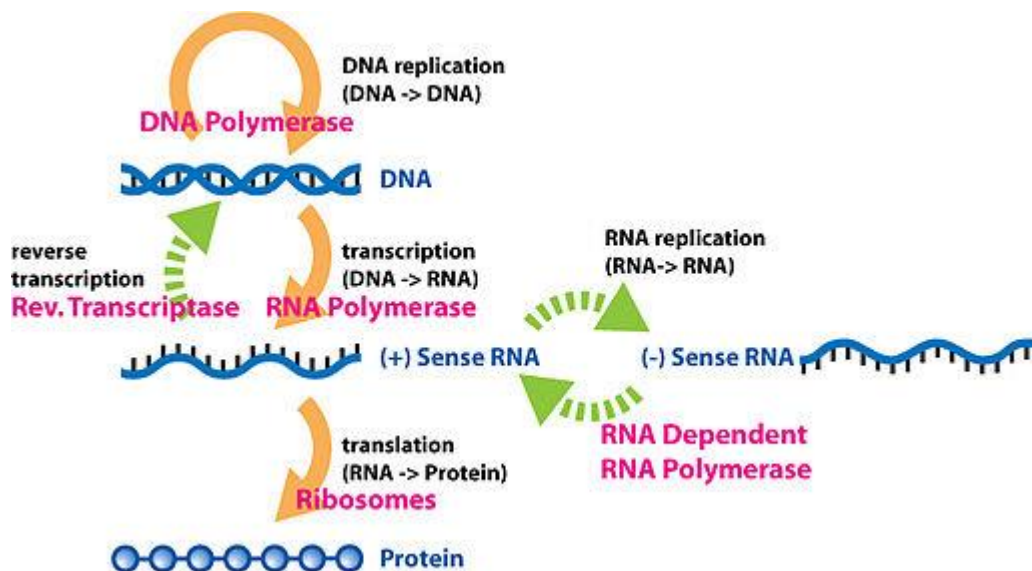 DNA replication
(DNA -> DNA)
DNA Polymerase
DNA
reverse
transcription
Rev. Transcriptase
transcription
(DNA -> RNA)
RNA Polymerase
RNA replication
(RNA-> RNA)
(+) Sense RNA
(-) Sense RNA
RNA Dependent
RNA Polymerase
translation
(RNA -> Protein)
Ribosomes
Protein